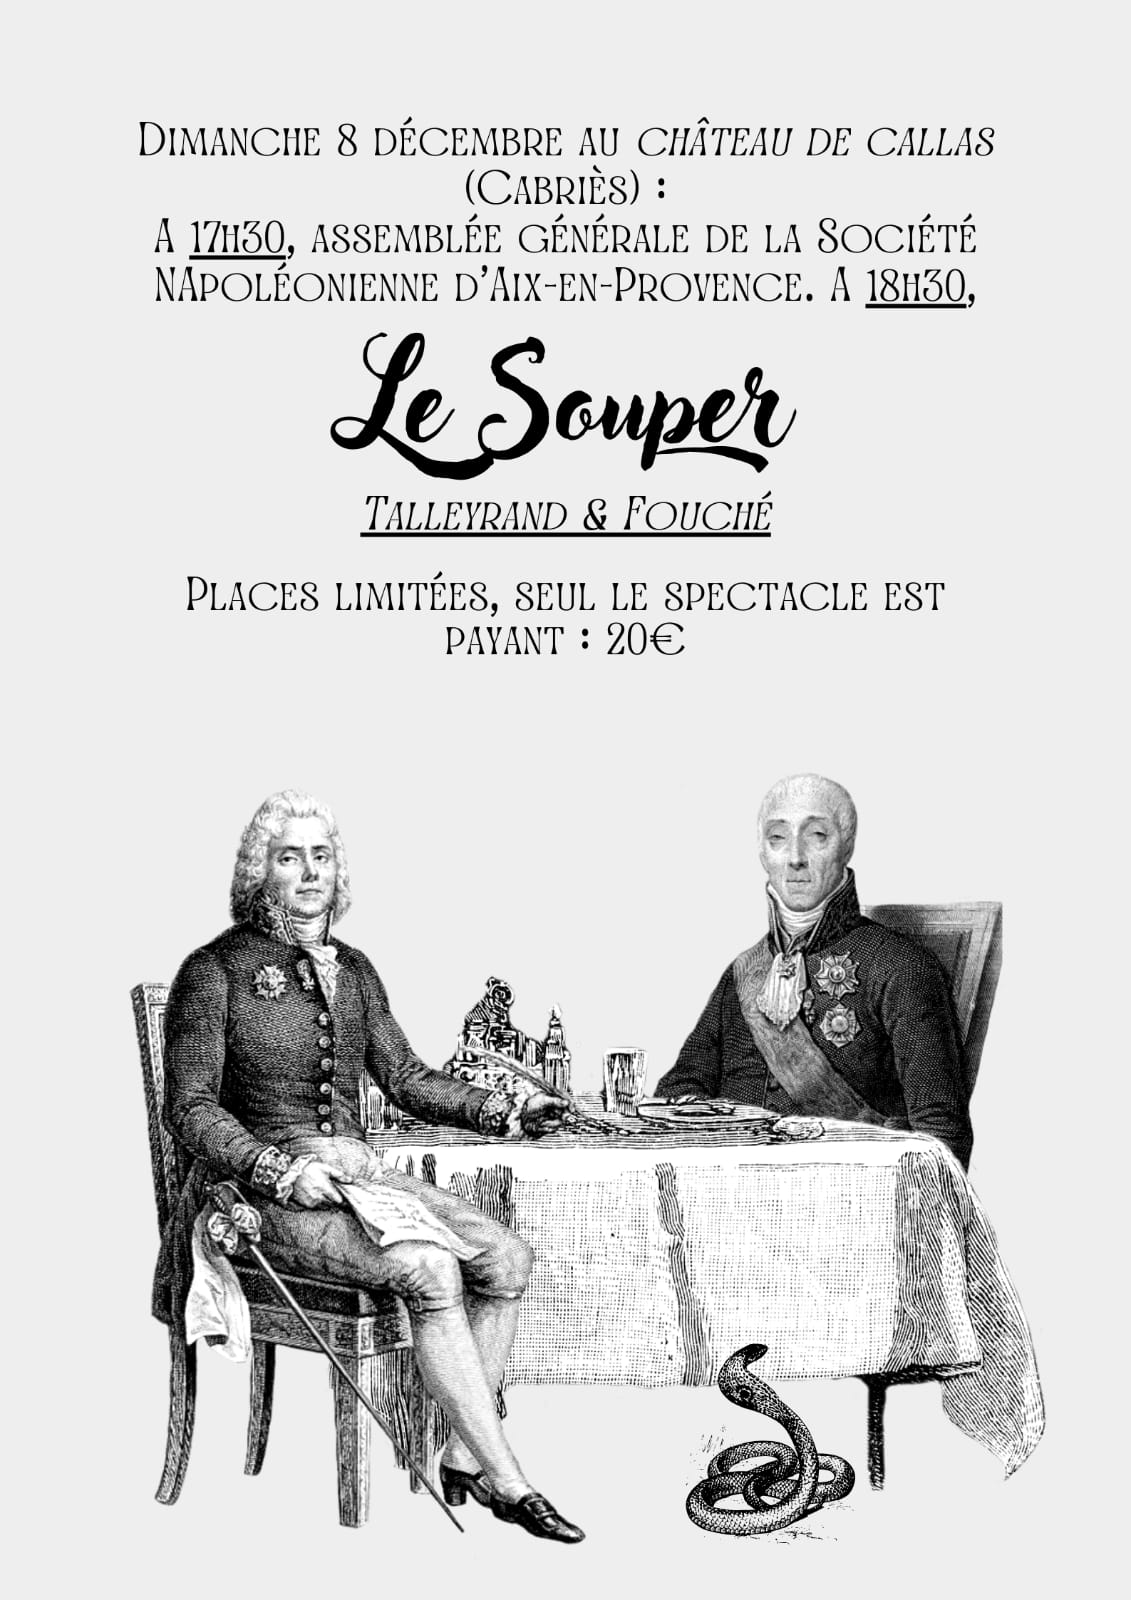 Dimanche 8 décembre au château de callas
(Cabriès) :
A 17h30, assemblée générale de la Société
NApoléonienne d'Aix-en-Provence. A 18h30,
Le Souper
Talleyrand & Fouché
Places limitées, seul le spectacle est
payant : 20€